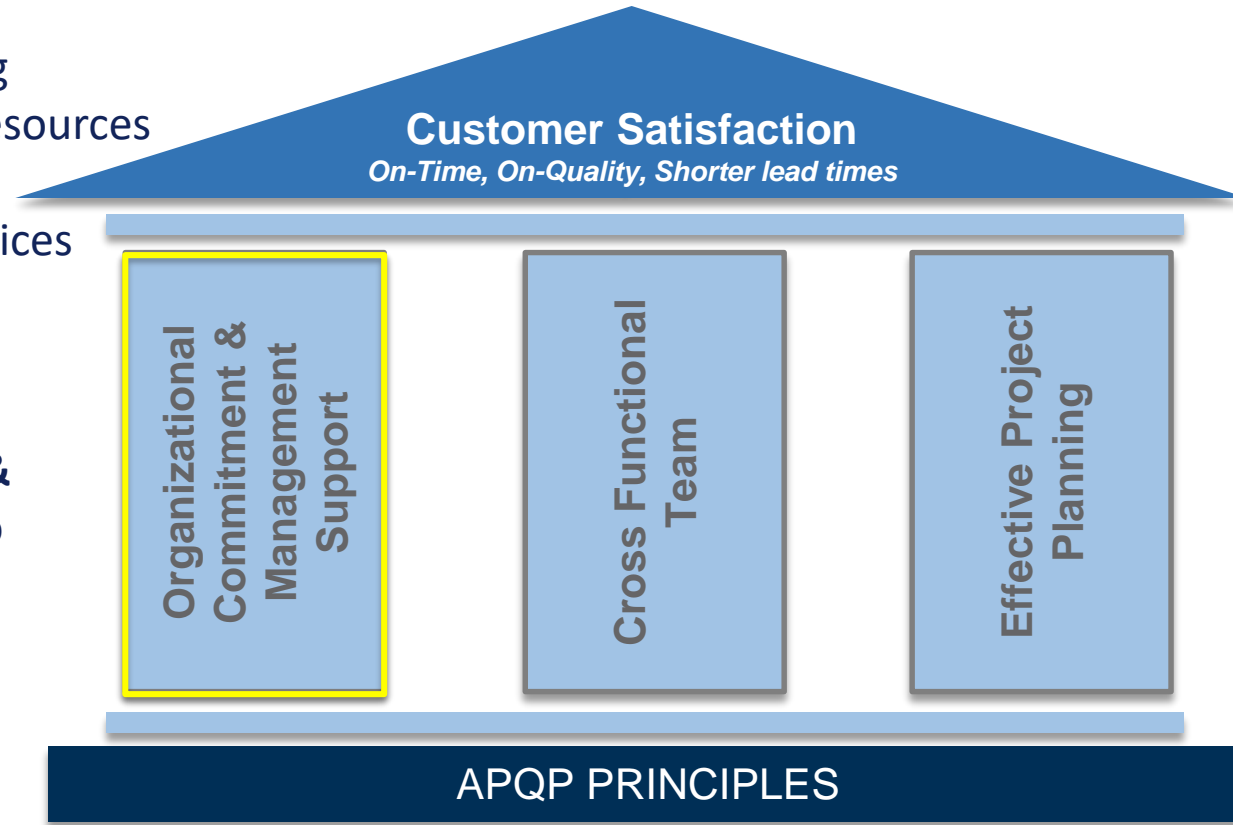 g
esources
ices
&
Customer Satisfaction
On-Time, On-Quality, Shorter lead times
Organizational
Commitment &
Management
Support
Cross Functional
Team
Effective Project
Planning
APQP PRINCIPLES